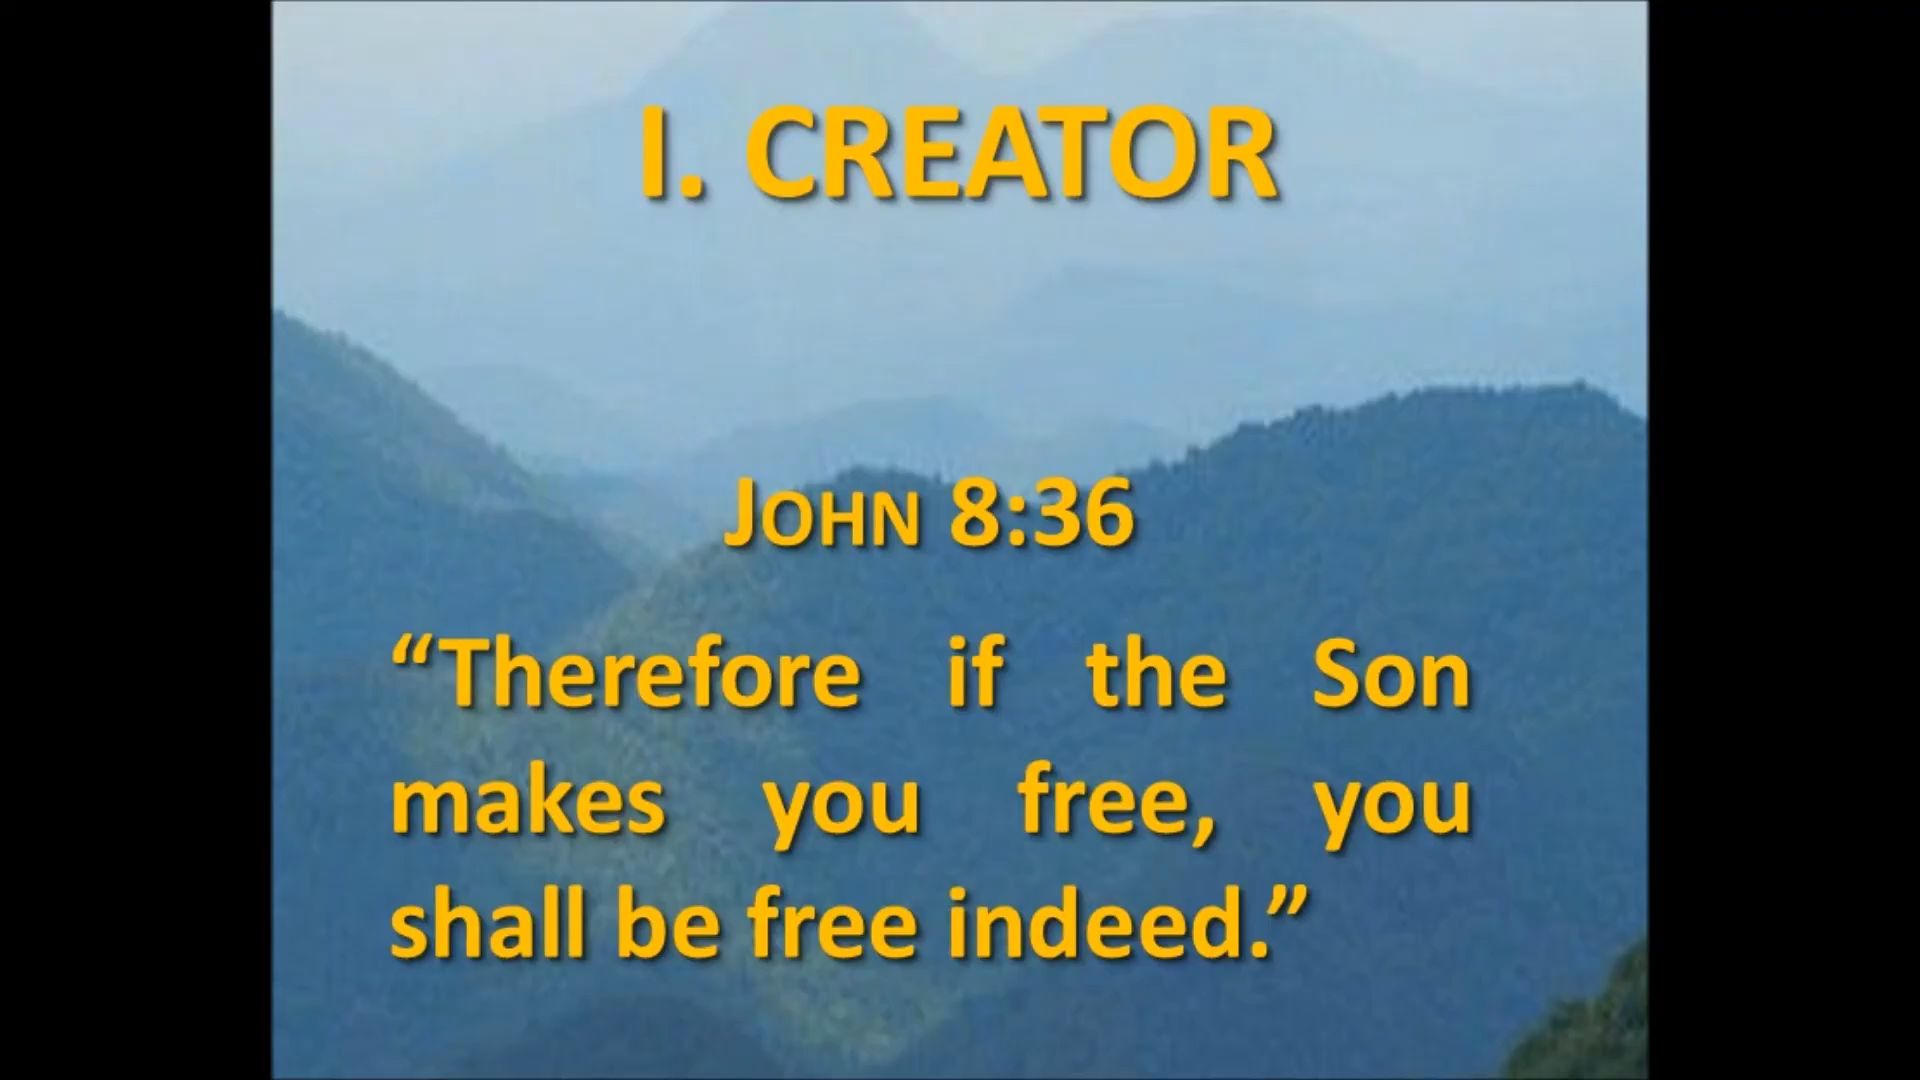 I. CREATOR
JOHN 8:36
“Therefore if the Son
makes you free, you
shall be free indeed.”